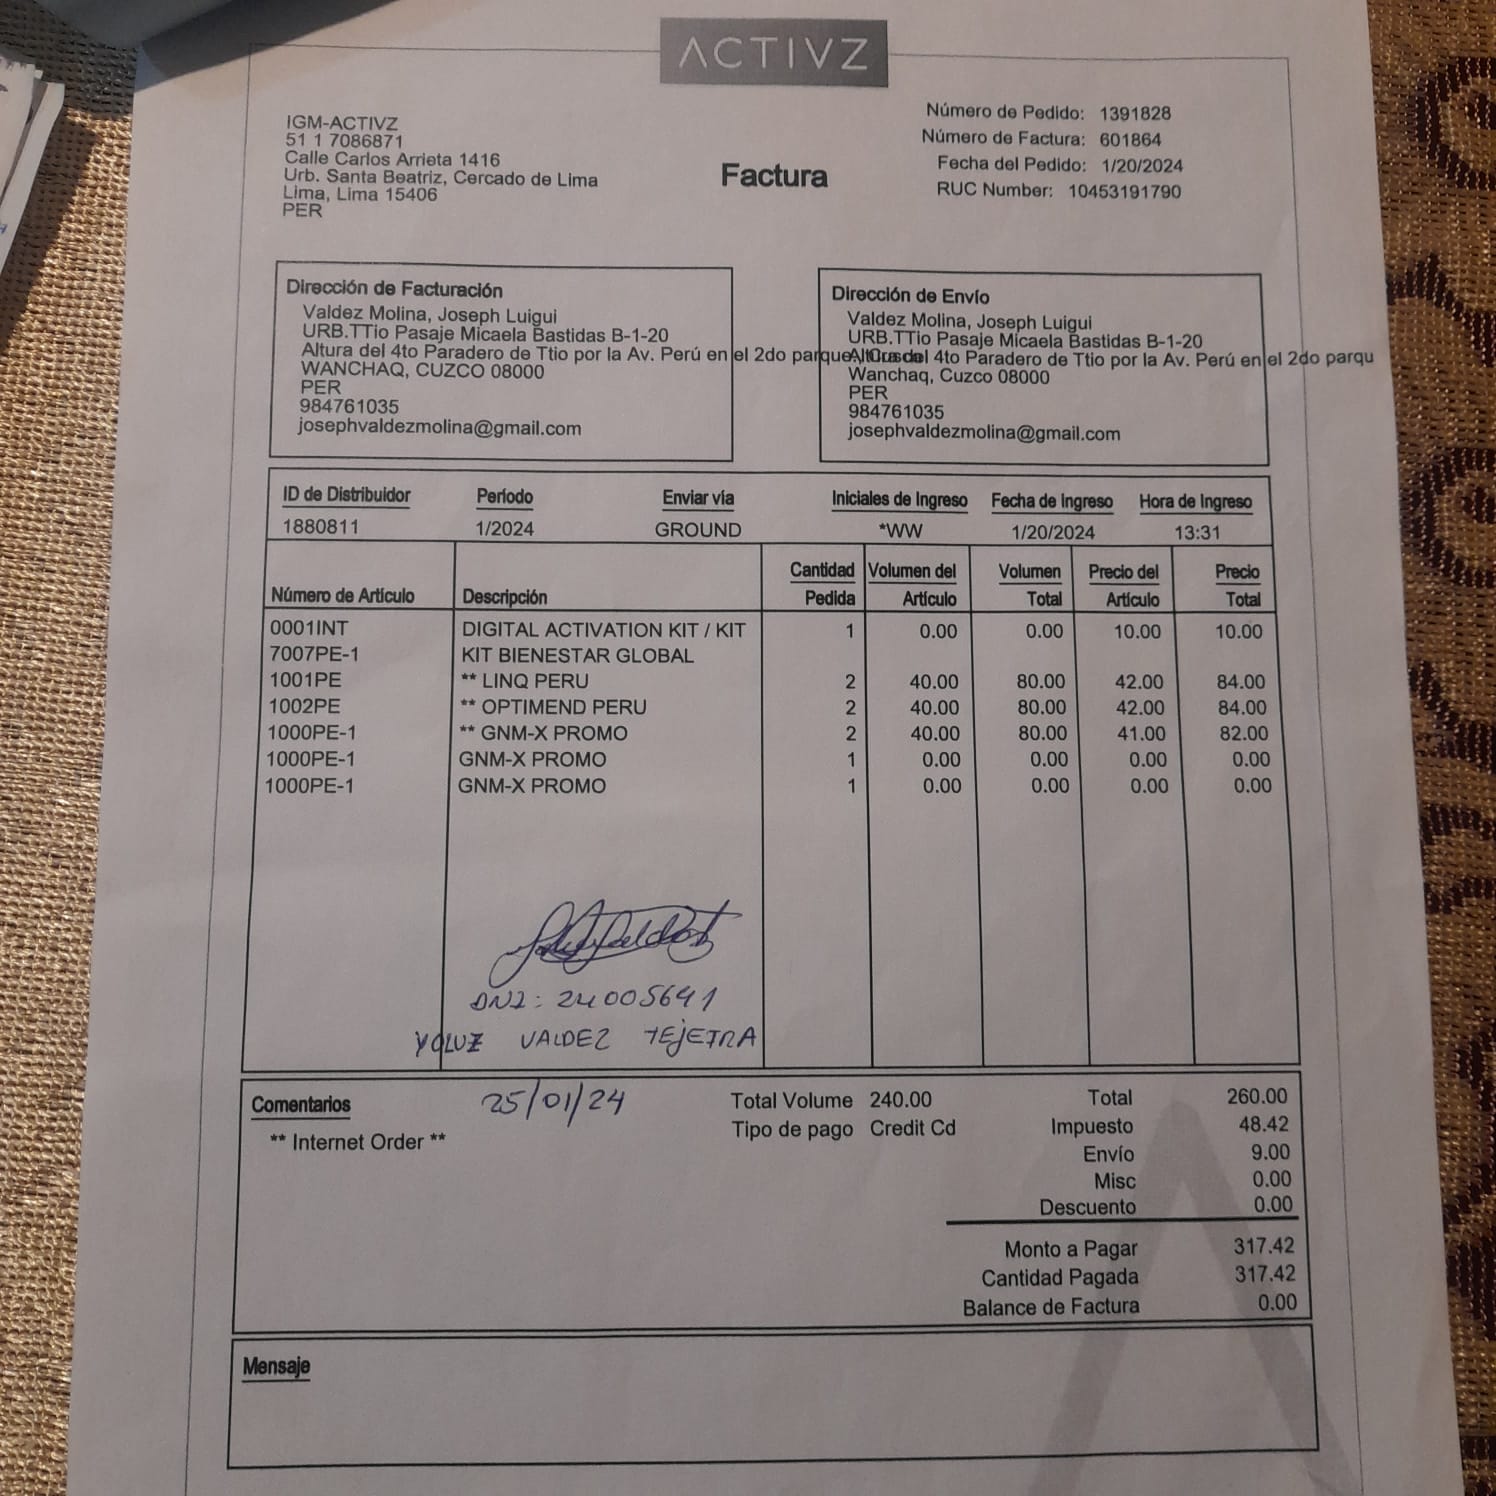 ACTIVZ
IGM-ACTIVZ
51 1 7086871
Calle Carlos Arrieta 1416
Urb. Santa Beatriz, Cercado de Lima
Lima, Lima 15406
PER
Factura
Número de Pedido: 1391828
Número de Factura: 601864
Fecha del Pedido: 1/20/2024
RUC Number: 10453191790
Dirección de Facturación
Valdez Molina, Joseph Luigui
URB.TTio Pasaje Micaela Bastidas B-1-20
Altura del 4to Paradero de Ttio por la Av. Perú en el 2do parque
WANCHAQ, CUZCO 08000
PER
984761035
josephvaldezmolina@gmail.com
Dirección de Envío
Valdez Molina, Joseph Luigui
URB.TTio Pasaje Micaela Bastidas B-1-20
Altura del 4to Paradero de Ttio por la Av. Perú en el 2do parqu
Wanchaq, Cuzco 08000
PER
984761035
josephvaldezmolina@gmail.com
ID de Distribuidor Período Enviar vía Iniciales de Ingreso Fecha de Ingreso Hora de Ingreso
1880811 1/2024 GROUND *WW 1/20/2024 13:31
Número de Artículo Descripción Cantidad Pedida Volumen del Artículo Volumen Total Precio del Artículo Precio Total
0001INT DIGITAL ACTIVATION KIT / KIT 1 0.00 0.00 10.00 10.00
7007PE-1 KIT BIENESTAR GLOBAL
1001PE ** LINQ PERU 2 40.00 80.00 42.00 84.00
1002PE ** OPTIMEND PERU 2 40.00 80.00 42.00 84.00
1000PE-1 ** GNM-X PROMO 2 40.00 80.00 41.00 82.00
1000PE-1 GNM-X PROMO 1 0.00 0.00 0.00 0.00
1000PE-1 GNM-X PROMO 1 0.00 0.00 0.00 0.00
DNI: 24005641
YOLUZ VALDEZ TEJEIRA
25/01/24
Comentarios
** Internet Order **
Total Volume 240.00
Tipo de pago Credit Cd
Total 260.00
Impuesto 48.42
Envío 9.00
Misc 0.00
Descuento 0.00
Monto a Pagar 317.42
Cantidad Pagada 317.42
Balance de Factura 0.00
Mensaje